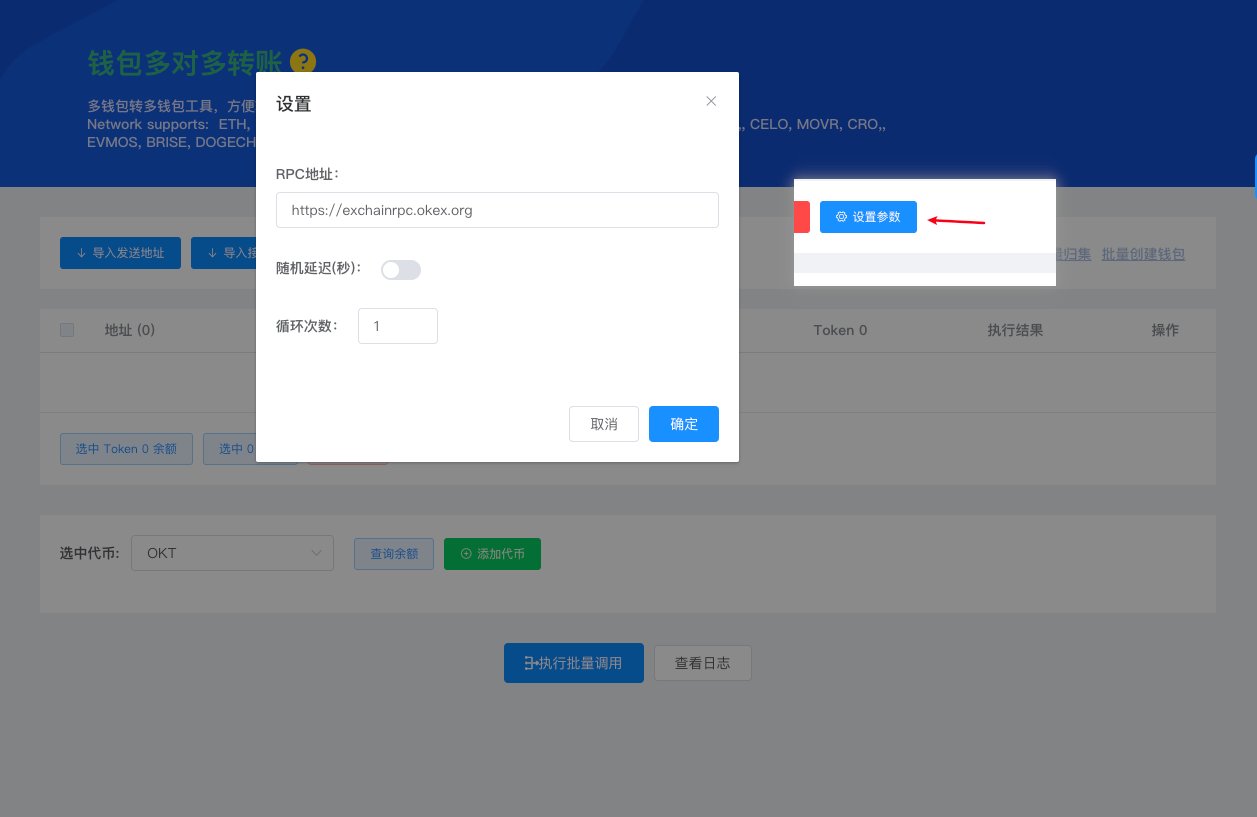 钱包多对多转账 ?
多钱包转多钱包工具，方便
Network supports: ETH,
,, CELO, MOVR, CRO,,
EVMOS, BRISE, DOGECH
设置
RPC地址：
https://exchainrpc.okex.org
随机延迟(秒)：
循环次数：
1
取消
确定
设置参数
导入发送地址
导入接
归集
批量创建钱包
地址 (0)
Token 0
执行结果
操作
选中 Token 0 余额
选中 0
选中代币:
OKT
查询余额
添加代币
执行批量调用
查看日志